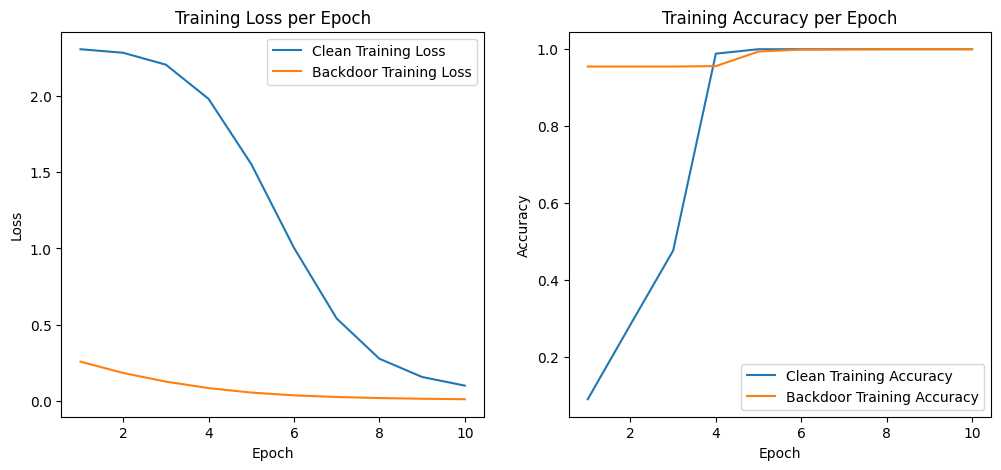 Training Loss per Epoch
Clean Training Loss
Backdoor Training Loss
2.0
1.5
1.0
0.5
0.0
Loss
2 4 6 8 10
Epoch
Training Accuracy per Epoch
1.0
0.8
0.6
0.4
0.2
Accuracy
Clean Training Accuracy
Backdoor Training Accuracy
2 4 6 8 10
Epoch